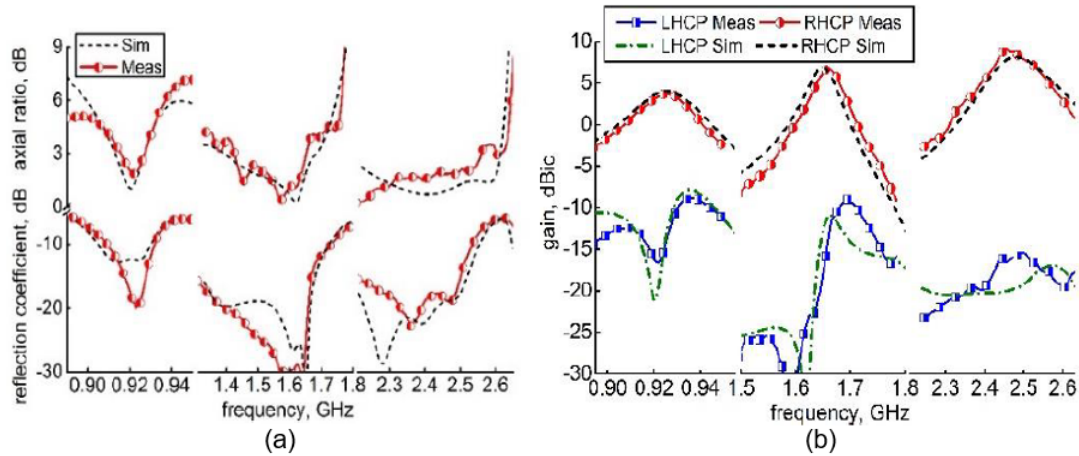 Sim
Meas
axial ratio, dB
reflection coefficient, dB
9
6
3
0
-10
-20
-30
0.90 0.92 0.94 1.4 1.5 1.6 1.7 1.8 2.3 2.4 2.5 2.6
frequency, GHz
(a)
LHCP Meas RHCP Meas
LHCP Sim RHCP Sim
gain, dBic
10
5
0
-5
-10
-15
-20
-25
-30
0.90 0.92 0.94 1.5 1.6 1.7 1.8 2.3 2.4 2.5 2.6
frequency, GHz
(b)